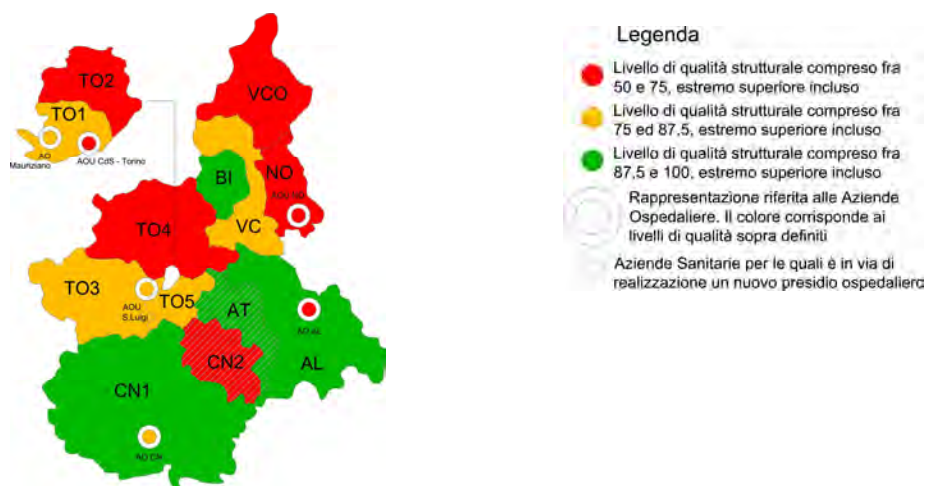 TO2
TO1
AO
Mauriziano
AOU CdS - Torino
VCO
BI
NO
AOU NO
VC
TO4
TO3
TO5
AOU
S.Luigi
AT
AO AL
CN2
AL
CN1
AO CN
Legenda
Livello di qualità strutturale compreso fra
50 e 75, estremo superiore incluso
Livello di qualità strutturale compreso fra
75 ed 87,5, estremo superiore incluso
Livello di qualità strutturale compreso fra
87,5 e 100, estremo superiore incluso
Rappresentazione riferita alle Aziende
Ospedaliere. Il colore corrisponde ai
livelli di qualità sopra definiti
Aziende Sanitarie per le quali è in via di
realizzazione un nuovo presidio ospedaliero